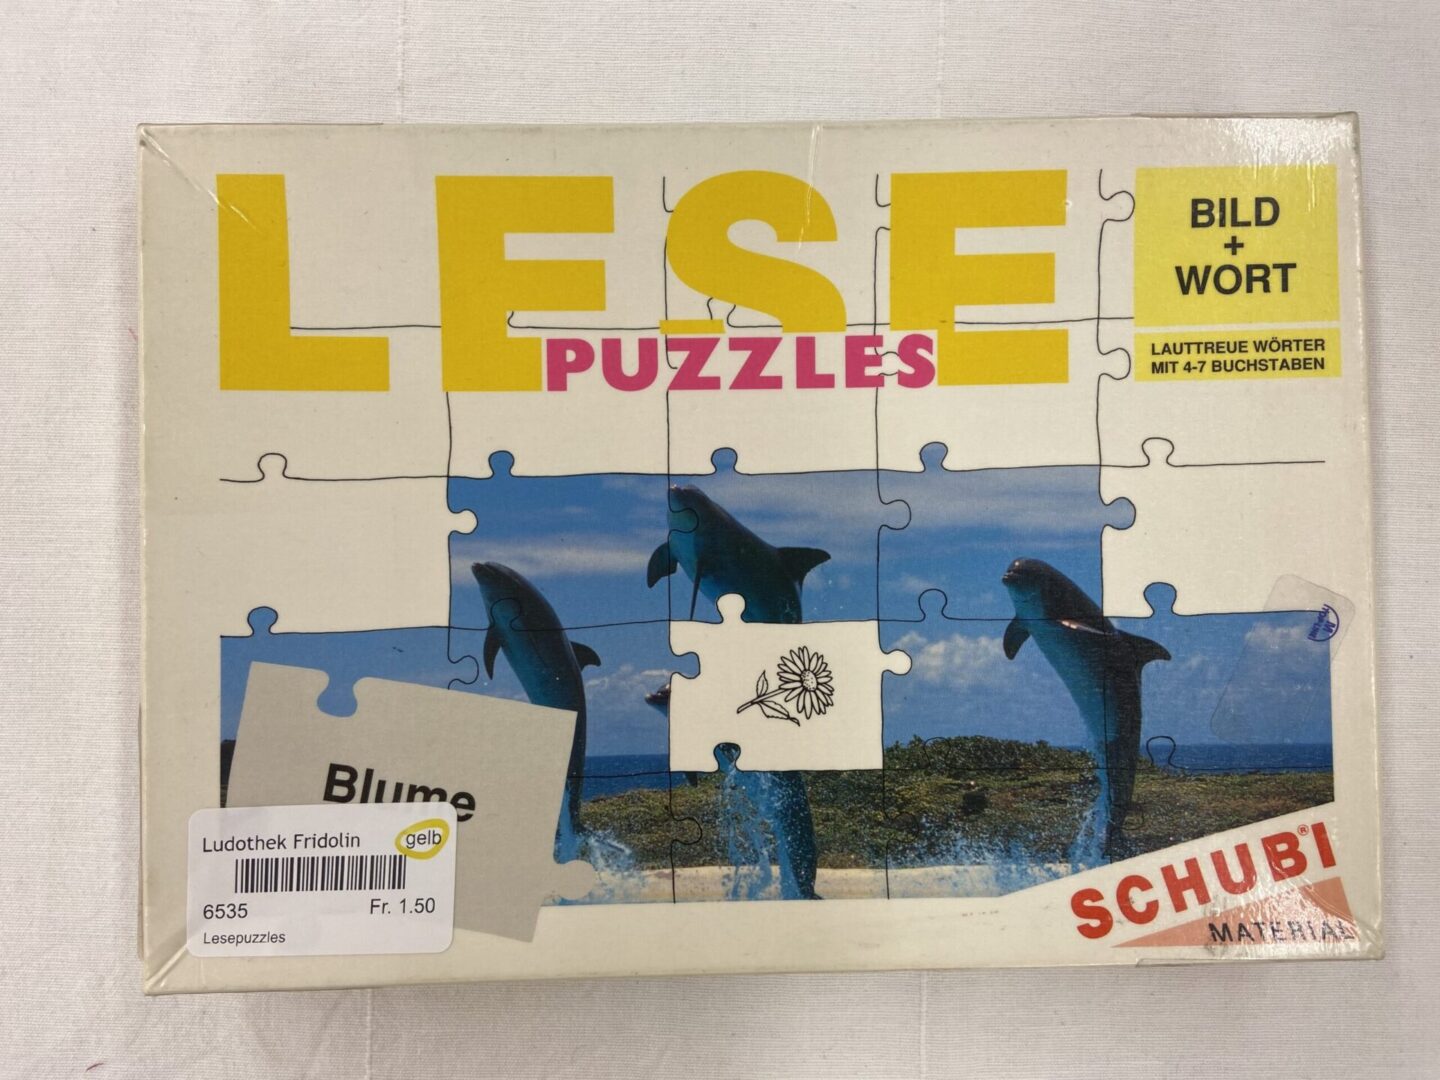 LESE
PUZZLES
BILD
+
WORT
LAUTTREUE WÖRTER
MIT 4-7 BUCHSTABEN
Blume
Ludothek Fridolin
gelb
6535
Fr. 1.50
Lesepuzzles
SCHUBI®
MATERIAL